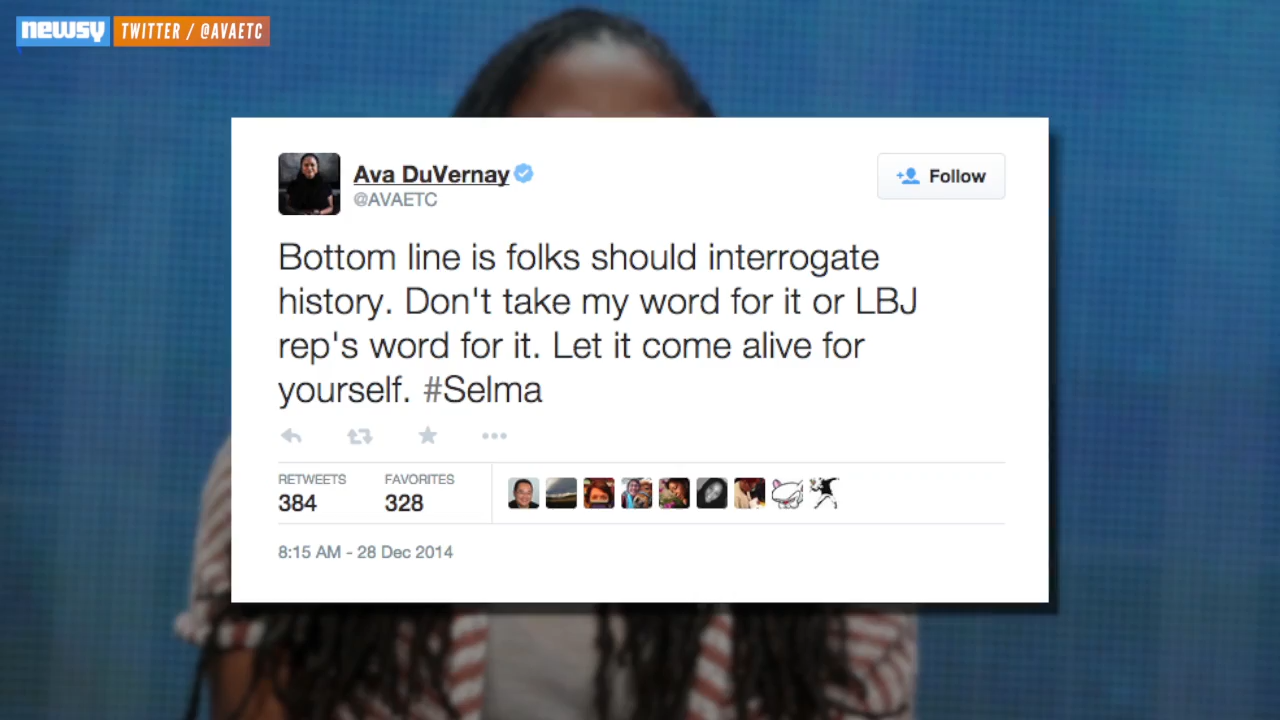 newsy TWITTER / @AVAETC
Ava DuVernay
@AVAETC
Follow
Bottom line is folks should interrogate
history. Don't take my word for it or LBJ
rep's word for it. Let it come alive for
yourself. #Selma
RETWEETS FAVORITES
384 328
8:15 AM - 28 Dec 2014